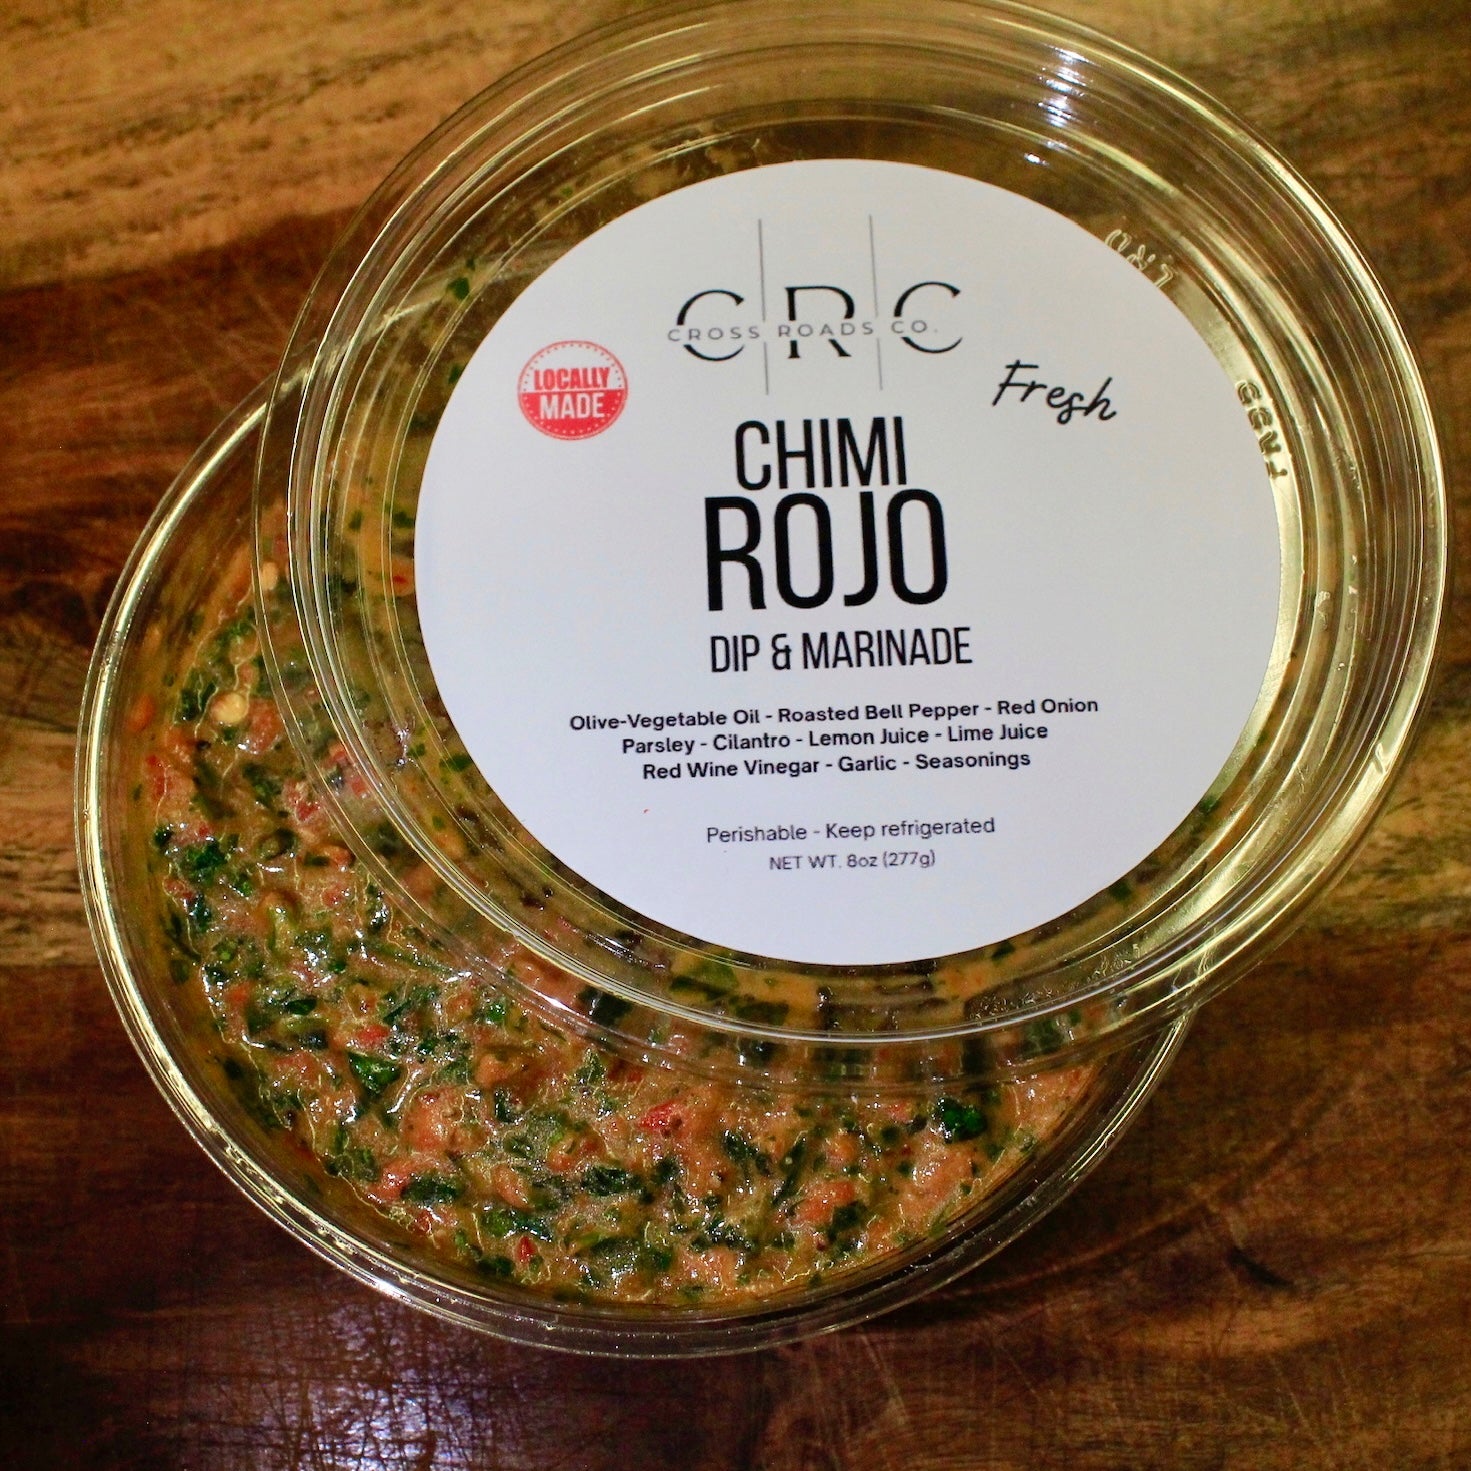 CRC
CROSS ROADS CO.
LOCALLY
MADE
Fresh
CHIMI
ROJO
DIP & MARINADE
Olive-Vegetable Oil - Roasted Bell Pepper - Red Onion
Parsley - Cilantro - Lemon Juice - Lime Juice
Red Wine Vinegar - Garlic - Seasonings
Perishable - Keep refrigerated
NET WT. 8oz (277g)